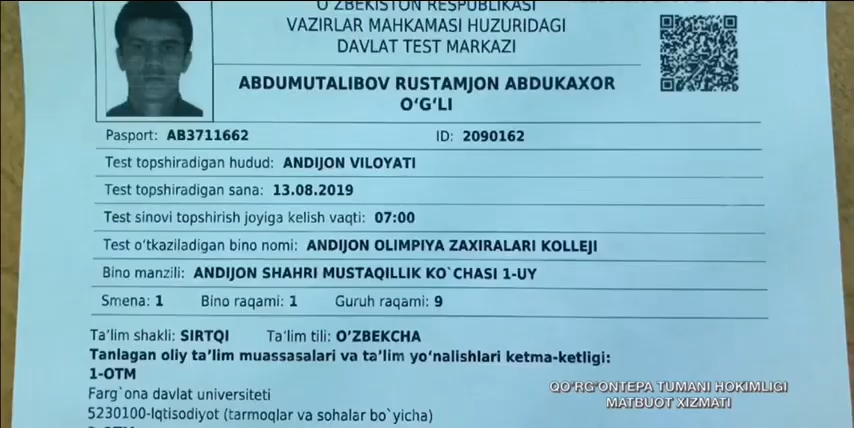 O'ZBEKISTON RESPUBLIKASI
VAZIRLAR MAHKAMASI HUZURIDAGI
DAVLAT TEST MARKAZI
ABDUMUTALIBOV RUSTAMJON ABDUKAXOR
O‘G‘LI
Pasport: AB3711662 ID: 2090162
Test topshiradigan hudud: ANDIJON VILOYATI
Test topshiradigan sana: 13.08.2019
Test sinovi topshirish joyiga kelish vaqti: 07:00
Test o‘tkaziladigan bino nomi: ANDIJON OLIMPIYA ZAXIRALARI KOLLEJI
Bino manzili: ANDIJON SHAHRI MUSTAQILLIK KO`CHASI 1-UY
Smena: 1 Bino raqami: 1 Guruh raqami: 9
Ta’lim shakli: SIRTQI Ta’lim tili: O’ZBEKCHA
Tanlagan oliy ta’lim muassasalari va ta’lim yo‘nalishlari ketma-ketligi:
1-OTM
Farg`ona davlat universiteti
5230100-Iqtisodiyot (tarmoqlar va sohalar bo`yicha)
QO‘RG‘ONTEPA TUMANI HOKIMLIGI
MATBUOT XIZMATI